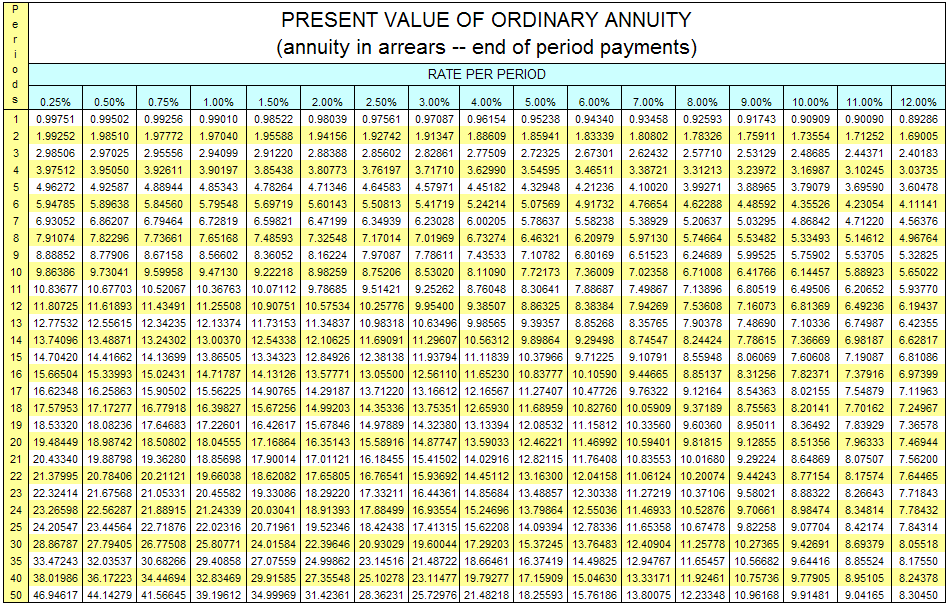 Periods
PRESENT VALUE OF ORDINARY ANNUITY
(annuity in arrears -- end of period payments)
RATE PER PERIOD
0.25% 0.50% 0.75% 1.00% 1.50% 2.00% 2.50% 3.00% 4.00% 5.00% 6.00% 7.00% 8.00% 9.00% 10.00% 11.00% 12.00%
1 0.99751 0.99502 0.99256 0.99010 0.98522 0.98039 0.97561 0.97087 0.96154 0.95238 0.94340 0.93458 0.92593 0.91743 0.90909 0.90090 0.89286
2 1.99252 1.98510 1.97772 1.97040 1.95588 1.94156 1.92742 1.91347 1.88609 1.85941 1.83339 1.80802 1.78326 1.75911 1.73554 1.71252 1.69005
3 2.98506 2.97025 2.95556 2.94099 2.91220 2.88388 2.85602 2.82861 2.77509 2.72325 2.67301 2.62432 2.57710 2.53129 2.48685 2.44371 2.40183
4 3.97512 3.95050 3.92611 3.90197 3.85438 3.80773 3.76197 3.71710 3.62990 3.54595 3.46511 3.38721 3.31213 3.23972 3.16987 3.10245 3.03735
5 4.96272 4.92587 4.88944 4.85343 4.78264 4.71346 4.64583 4.57971 4.45182 4.32948 4.21236 4.10020 3.99271 3.88965 3.79079 3.69590 3.60478
6 5.94785 5.89638 5.84560 5.79548 5.69719 5.60143 5.50813 5.41719 5.24214 5.07569 4.91732 4.76654 4.62288 4.48592 4.35526 4.23054 4.11141
7 6.93052 6.86207 6.79464 6.72819 6.59821 6.47199 6.34939 6.23028 6.00205 5.78637 5.58238 5.38929 5.20637 5.03295 4.86842 4.71220 4.56376
8 7.91074 7.82296 7.73661 7.65168 7.48593 7.32548 7.17014 7.01969 6.73274 6.46321 6.20979 5.97130 5.74664 5.53482 5.33493 5.14612 4.96764
9 8.88852 8.77906 8.67158 8.56602 8.36052 8.16224 7.97087 7.78611 7.43533 7.10782 6.80169 6.51523 6.24689 5.99525 5.75902 5.53705 5.32825
10 9.86386 9.73041 9.59958 9.47130 9.22218 8.98259 8.75206 8.53020 8.11090 7.72173 7.36009 7.02358 6.71008 6.41766 6.14457 5.88923 5.65022
11 10.83677 10.67703 10.52067 10.36763 10.07112 9.78685 9.51421 9.25262 8.76048 8.30641 7.88687 7.49867 7.13896 6.80519 6.49506 6.20652 5.93770
12 11.80725 11.61893 11.43491 11.25508 10.90751 10.57534 10.25776 9.95400 9.38507 8.86325 8.38384 7.94269 7.53608 7.16073 6.81369 6.49236 6.19437
13 12.77532 12.55615 12.34235 12.13374 11.73153 11.34837 10.98318 10.63496 9.98565 9.39357 8.85268 8.35765 7.90378 7.48690 7.10336 6.74987 6.42355
14 13.74096 13.48871 13.24302 13.00370 12.54338 12.10625 11.69091 11.29607 10.56312 9.89864 9.29498 8.74547 8.24424 7.78615 7.36669 6.98187 6.62817
15 14.70420 14.41662 14.13699 13.86505 13.34323 12.84926 12.38138 11.93794 11.11839 10.37966 9.71225 9.10791 8.55948 8.06069 7.60608 7.19087 6.81086
16 15.66504 15.33993 15.02431 14.71787 14.13126 13.57771 13.05500 12.56110 11.65230 10.83777 10.10590 9.44665 8.85137 8.31256 7.82371 7.37916 6.97399
17 16.62348 16.25863 15.90502 15.56225 14.90765 14.29187 13.71220 13.16612 12.16567 11.27407 10.47726 9.76322 9.12164 8.54363 8.02155 7.54879 7.11963
18 17.57953 17.17277 16.77918 16.39827 15.67256 14.99203 14.35336 13.75351 12.65930 11.68959 10.82760 10.05909 9.37189 8.75563 8.20141 7.70162 7.24967
19 18.53320 18.08236 17.64683 17.22601 16.42617 15.67846 14.97889 14.32380 13.13394 12.08532 11.15812 10.33560 9.60360 8.95011 8.36492 7.83929 7.36578
20 19.48449 18.98742 18.50802 18.04555 17.16864 16.35143 15.58916 14.87747 13.59033 12.46221 11.46992 10.59401 9.81815 9.12855 8.51356 7.96333 7.46944
21 20.43340 19.88798 19.36280 18.85698 17.90014 17.01121 16.18455 15.41502 14.02916 12.82115 11.76408 10.83553 10.01680 9.29224 8.64869 8.07507 7.56200
22 21.37995 20.78406 20.21121 19.66038 18.62082 17.65805 16.76541 15.93692 14.45112 13.16300 12.04158 11.06124 10.20074 9.44243 8.77154 8.17574 7.64465
23 22.32414 21.67568 21.05331 20.45582 19.33086 18.29220 17.33211 16.44361 14.85684 13.48857 12.30338 11.27219 10.37106 9.58021 8.88322 8.26643 7.71843
24 23.26598 22.56287 21.88915 21.24339 20.03041 18.91393 17.88499 16.93554 15.24696 13.79864 12.55036 11.46933 10.52876 9.70661 8.98474 8.34814 7.78432
25 24.20547 23.44564 22.71876 22.02316 20.71961 19.52346 18.42438 17.41315 15.62208 14.09394 12.78336 11.65358 10.67478 9.82258 9.07704 8.42174 7.84314
30 28.86787 27.79405 26.77508 25.80771 24.01584 22.39646 20.93029 19.60044 17.29203 15.37245 13.76483 12.40904 11.25778 10.27365 9.42691 8.69379 8.05518
35 33.47243 32.03537 30.68266 29.40858 27.07559 24.99862 23.14516 21.48722 18.66461 16.37419 14.49825 12.94767 11.65457 10.56682 9.64416 8.85524 8.17550
40 38.01986 36.17223 34.44694 32.83469 29.91585 27.35548 25.10278 23.11477 19.79277 17.15909 15.04630 13.33171 11.92461 10.75736 9.77905 8.95105 8.24378
50 46.94617 44.14279 41.56645 39.19612 34.99969 31.42361 28.36231 25.72976 21.48218 18.25593 15.76186 13.80075 12.23348 10.96168 9.91481 9.04165 8.30450